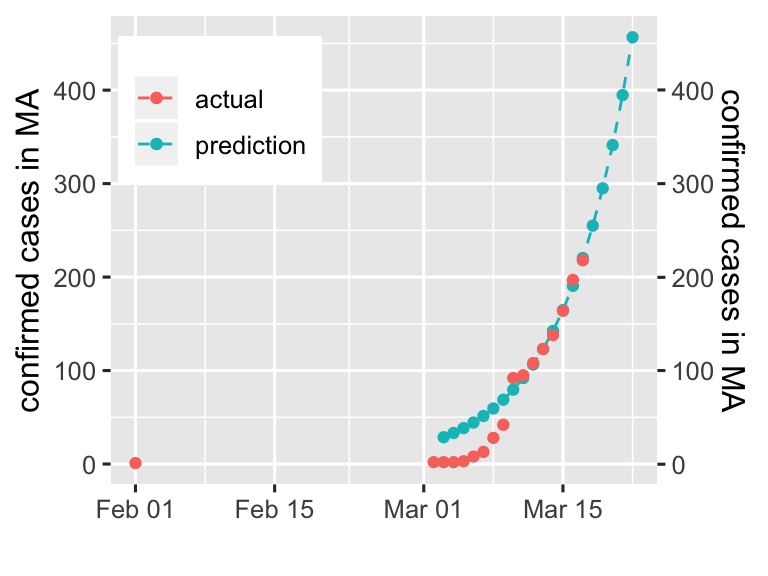 confirmed cases in MA
400
300
200
100
0
actual
prediction
400
300
200
100
0
confirmed cases in MA
Feb 01
Feb 15
Mar 01
Mar 15